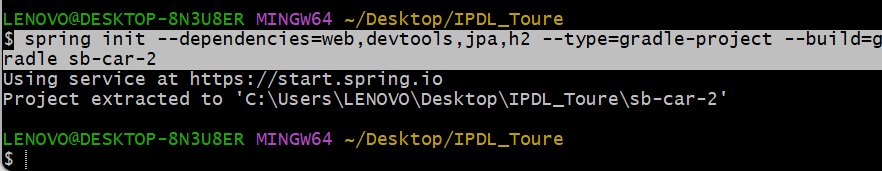 LENOVO@DESKTOP-8N3U8ER MINGW64 ~/Desktop/IPDL_Toure
$ spring init --dependencies=web,devtools,jpa,h2 --type=gradle-project --build=g
radle sb-car-2
Using service at https://start.spring.io
Project extracted to 'C:\Users\LENOVO\Desktop\IPDL_Toure\sb-car-2'
LENOVO@DESKTOP-8N3U8ER MINGW64 ~/Desktop/IPDL_Toure
$